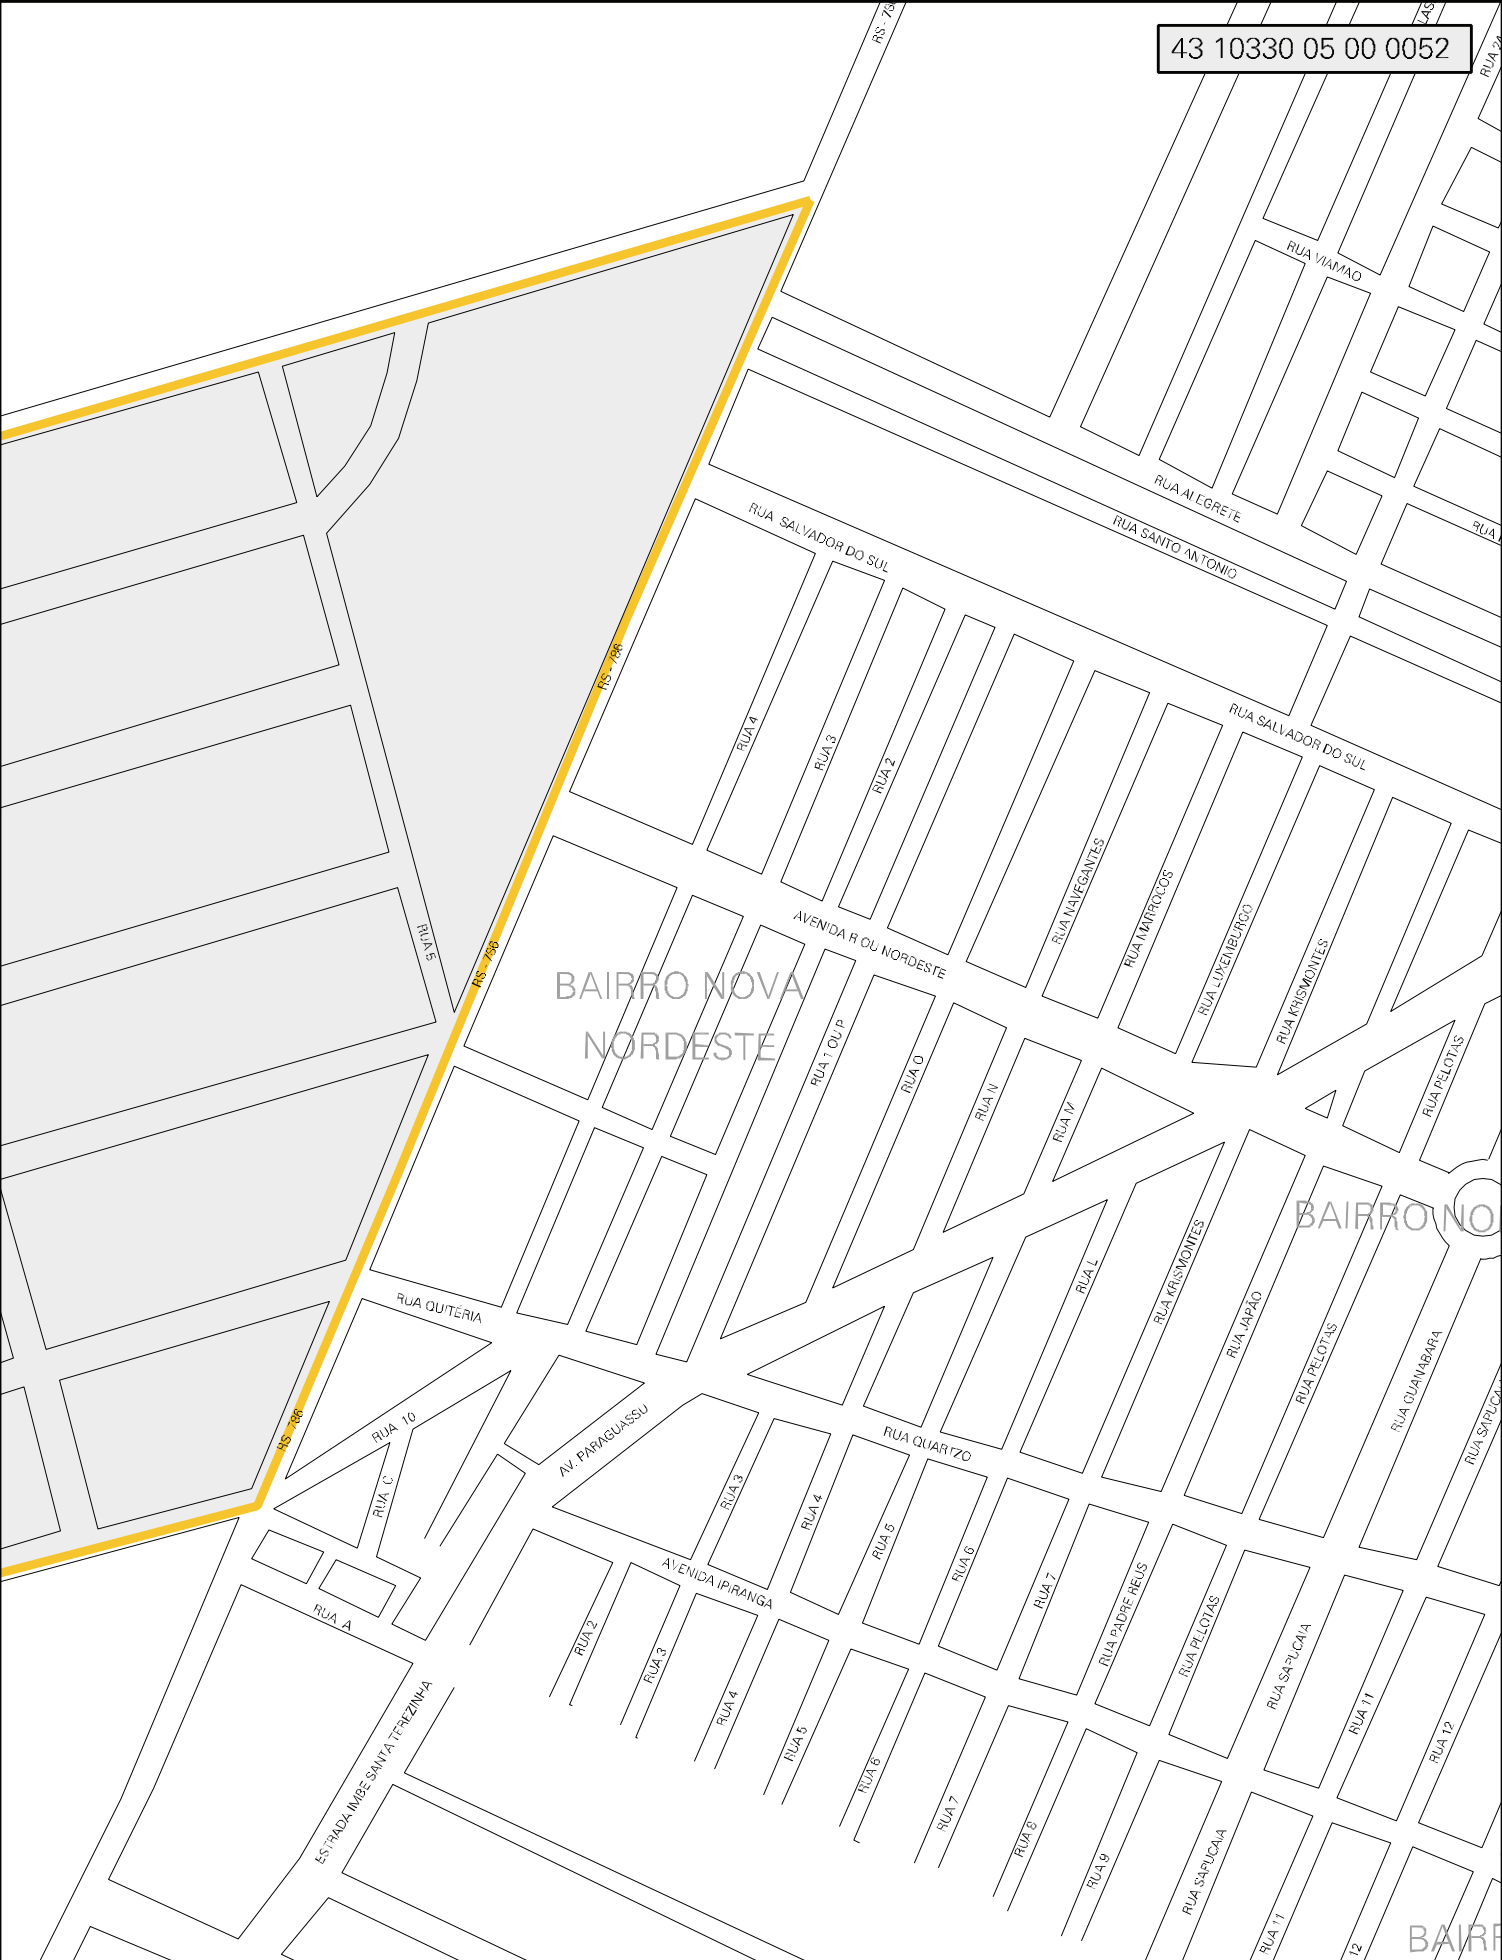 43 10330 05 00 0052
RUA VIAMAO
RUA ALEGRETE
RUA SANTO ANTONIO
RUA SALVADOR DO SUL
RS - 786
RUA 4
RUA 3
RUA 2
RUA SALVADOR DO SUL
RUA NAVEGANTES
RUA MARROCOS
RUA LUXEMBURGO
RUA KRISMONTES
AVENIDA R OU NORDESTE
RUA 5
RS - 786
BAIRRO NOVA
NORDESTE
RUA 1 OU P
RUA O
RUA N
RUA M
RUA PELOTAS
BAIRRO NO
RUA L
RUA KRISMONTES
RUA JAPÃO
RUA PELOTAS
RUA GUANABARA
RUA QUITÉRIA
RUA 10
RS - 786
AV. PARAGUASSU
RUA QUARTZO
RUA C
RUA 3
RUA 4
RUA 5
RUA 6
RUA 7
RUA PADRE REUS
RUA PELOTAS
RUA SAPUCAIA
AVENIDA IPIRANGA
RUA A
RUA 2
RUA 3
RUA 4
RUA 5
RUA 6
RUA 7
RUA 8
RUA 9
RUA SAPUCAIA
RUA 11
RUA 12
ESTRADA IMBE SANTA TEREZINHA
RUA 11
12